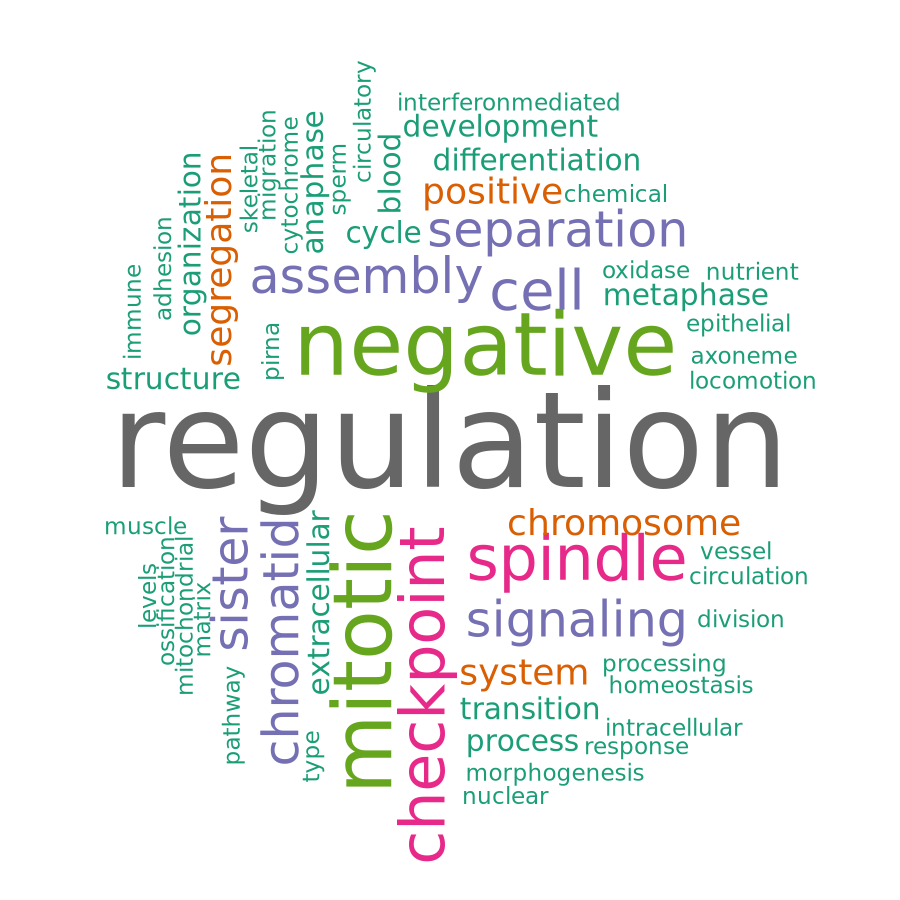 circulatory
interferonmediated
development
blood
skeletal
migration
cytochrome
anaphase
sperm
differentiation
organization
segregation
positive
chemical
cycle
separation
adhesion
immune
assembly
cell
oxidase
nutrient
metaphase
pirna
negative
epithelial
axoneme
structure
locomotion
regulation
muscle
sister
chromatid
extracellular
mitotic
checkpoint
chromosome
spindle
vessel
circulation
levels
ossification
mitochondrial
matrix
signaling
division
pathway
system
processing
homeostasis
transition
type
intracellular
process
response
morphogenesis
nuclear